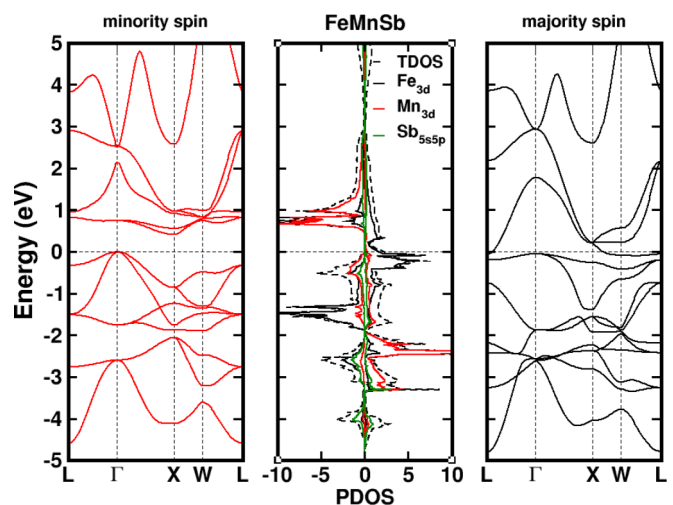 minority spin
FeMnSb
majority spin
5
4
3
2
1
0
-1
-2
-3
-4
-5
Energy (eV)
L Γ X W L
TDOS
Fe3d
Mn3d
Sb5s5p
-10 -5 0 5 10
PDOS
L Γ X W L